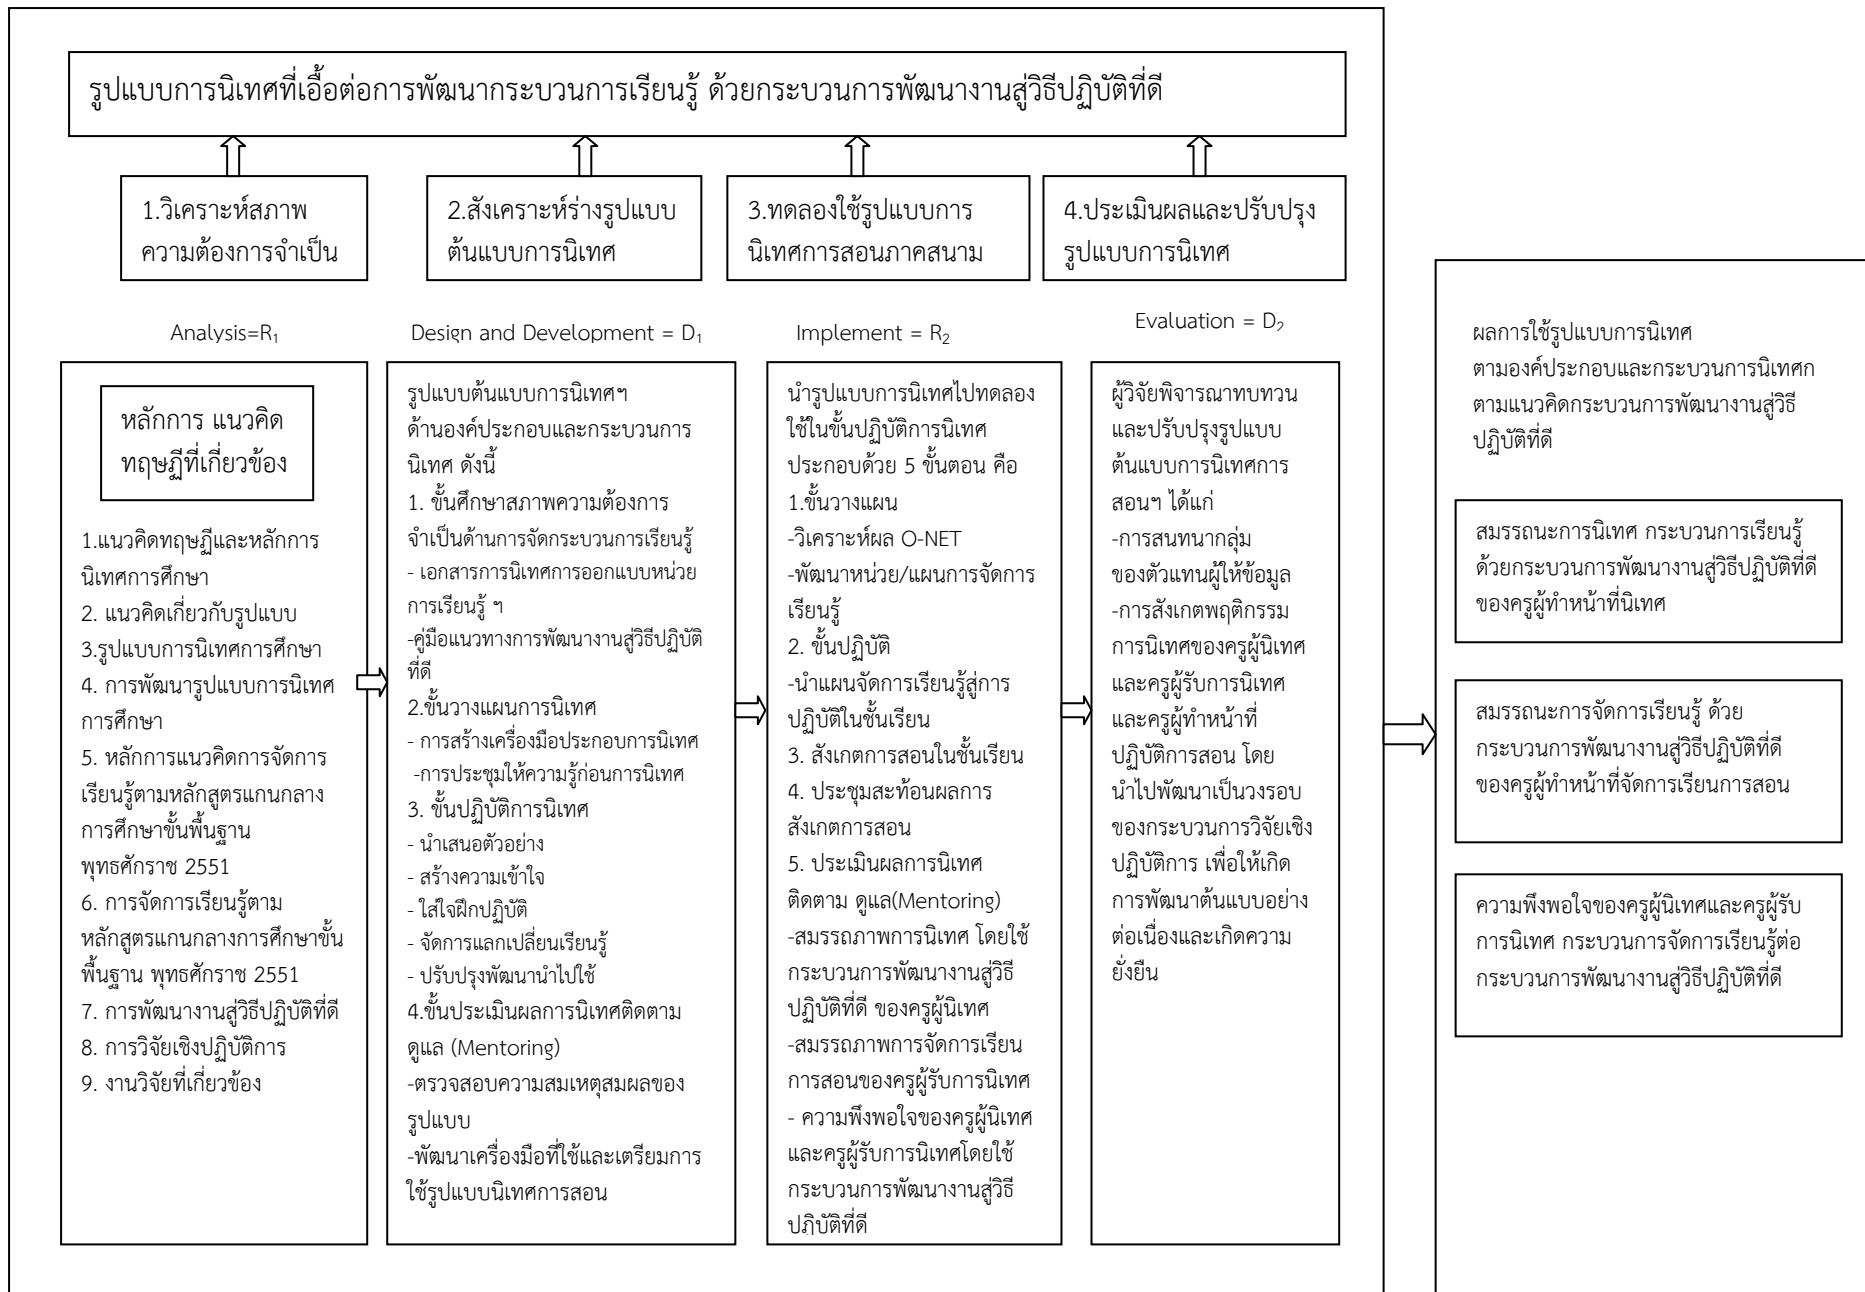 รูปแบบการนิเทศที่เอื้อต่อการพัฒนากระบวนการเรียนรู้ ด้วยกระบวนการพัฒนางานสู่วิธีปฏิบัติที่ดี
1.วิเคราะห์สภาพ
ความต้องการจำเป็น
2.สังเคราะห์ร่างรูปแบบ
ต้นแบบการนิเทศ
3.ทดลองใช้รูปแบบการ
นิเทศการสอนภาคสนาม
4.ประเมินผลและปรับปรุง
รูปแบบการนิเทศ
Analysis=R₁
Design and Development = D₁
Implement = R₂
Evaluation = D₂
หลักการ แนวคิด
ทฤษฏีที่เกี่ยวข้อง
1.แนวคิดทฤษฏีและหลักการ
นิเทศการศึกษา
2. แนวคิดเกี่ยวกับรูปแบบ
3.รูปแบบการนิเทศการศึกษา
4. การพัฒนารูปแบบการนิเทศ
การศึกษา
5. หลักการแนวคิดการจัดการ
เรียนรู้ตามหลักสูตรแกนกลาง
การศึกษาขั้นพื้นฐาน
พุทธศักราช 2551
6. การจัดการเรียนรู้ตาม
หลักสูตรแกนกลางการศึกษาขั้น
พื้นฐาน พุทธศักราช 2551
7. การพัฒนางานสู่วิธีปฏิบัติที่ดี
8. การวิจัยเชิงปฏิบัติการ
9. งานวิจัยที่เกี่ยวข้อง
รูปแบบต้นแบบการนิเทศฯ
ด้านองค์ประกอบและกระบวนการ
นิเทศ ดังนี้
1. ขั้นศึกษาสภาพความต้องการ
จำเป็นด้านการจัดกระบวนการเรียนรู้
- เอกสารการนิเทศการออกแบบหน่วย
การเรียนรู้ ฯ
-คู่มือแนวทางการพัฒนางานสู่วิธีปฏิบัติ
ที่ดี
2.ขั้นวางแผนการนิเทศ
- การสร้างเครื่องมือประกอบการนิเทศ
-การประชุมให้ความรู้ก่อนการนิเทศ
3. ขั้นปฏิบัติการนิเทศ
- นำเสนอตัวอย่าง
- สร้างความเข้าใจ
- ใส่ใจฝึกปฏิบัติ
- จัดการแลกเปลี่ยนเรียนรู้
- ปรับปรุงพัฒนานำไปใช้
4.ขั้นประเมินผลการนิเทศติดตาม
ดูแล (Mentoring)
-ตรวจสอบความสมเหตุสมผลของ
รูปแบบ
-พัฒนาเครื่องมือที่ใช้และเตรียมการ
ใช้รูปแบบนิเทศการสอน
นำรูปแบบการนิเทศไปทดลอง
ใช้ในขั้นปฏิบัติการนิเทศ
ประกอบด้วย 5 ขั้นตอน คือ
1.ขั้นวางแผน
-วิเคราะห์ผล O-NET
-พัฒนาหน่วย/แผนการจัดการ
เรียนรู้
2. ขั้นปฏิบัติ
-นำแผนจัดการเรียนรู้สู่การ
ปฏิบัติในชั้นเรียน
3. สังเกตการสอนในชั้นเรียน
4. ประชุมสะท้อนผลการ
สังเกตการสอน
5. ประเมินผลการนิเทศ
ติดตาม ดูแล(Mentoring)
-สมรรถภาพการนิเทศ โดยใช้
กระบวนการพัฒนางานสู่วิธี
ปฏิบัติที่ดี ของครูผู้นิเทศ
-สมรรถภาพการจัดการเรียน
การสอนของครูผู้รับการนิเทศ
- ความพึงพอใจของครูผู้นิเทศ
และครูผู้รับการนิเทศโดยใช้
กระบวนการพัฒนางานสู่วิธี
ปฏิบัติที่ดี
ผู้วิจัยพิจารณาทบทวน
และปรับปรุงรูปแบบ
ต้นแบบการนิเทศการ
สอนฯ ได้แก่
-การสนทนากลุ่ม
ของตัวแทนผู้ให้ข้อมูล
-การสังเกตพฤติกรรม
การนิเทศของครูผู้นิเทศ
และครูผู้รับการนิเทศ
และครูผู้ทำหน้าที่
ปฏิบัติการสอน โดย
นำไปพัฒนาเป็นวงรอบ
ของกระบวนการวิจัยเชิง
ปฏิบัติการ เพื่อให้เกิด
การพัฒนาต้นแบบอย่าง
ต่อเนื่องและเกิดความ
ยั่งยืน
ผลการใช้รูปแบบการนิเทศ
ตามองค์ประกอบและกระบวนการนิเทศก
ตามแนวคิดกระบวนการพัฒนางานสู่วิธี
ปฏิบัติที่ดี
สมรรถนะการนิเทศ กระบวนการเรียนรู้
ด้วยกระบวนการพัฒนางานสู่วิธีปฏิบัติที่ดี
ของครูผู้ทำหน้าที่นิเทศ
สมรรถนะการจัดการเรียนรู้ ด้วย
กระบวนการพัฒนางานสู่วิธีปฏิบัติที่ดี
ของครูผู้ทำหน้าที่จัดการเรียนการสอน
ความพึงพอใจของครูผู้นิเทศและครูผู้รับ
การนิเทศ กระบวนการจัดการเรียนรู้ต่อ
กระบวนการพัฒนางานสู่วิธีปฏิบัติที่ดี